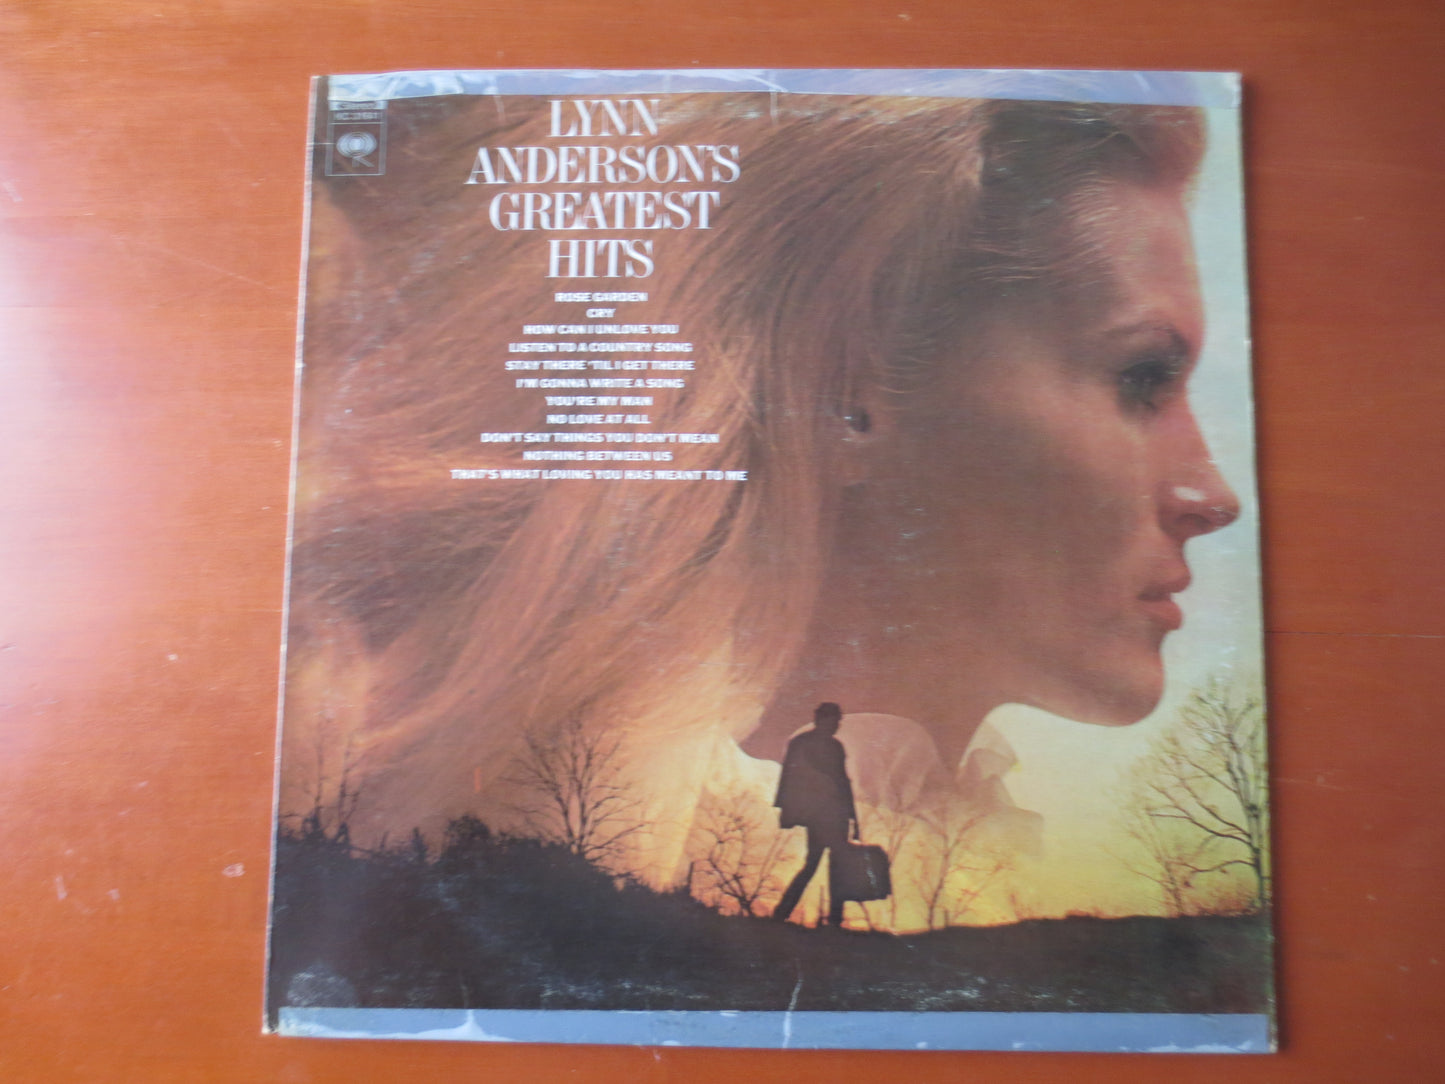 LYNN
ANDERSON'S
GREATEST
HITS
ROSE GARDEN
CRY
HOW CAN I UNLOVE YOU
LISTEN TO A COUNTRY SONG
STAY THERE 'TIL I GET THERE
I'M GONNA WRITE A SONG
YOU'RE MY MAN
NO LOVE AT ALL
DON'T SAY THINGS YOU DON'T MEAN
NOTHING BETWEEN US
THAT'S WHAT LOVING YOU HAS MEANT TO ME